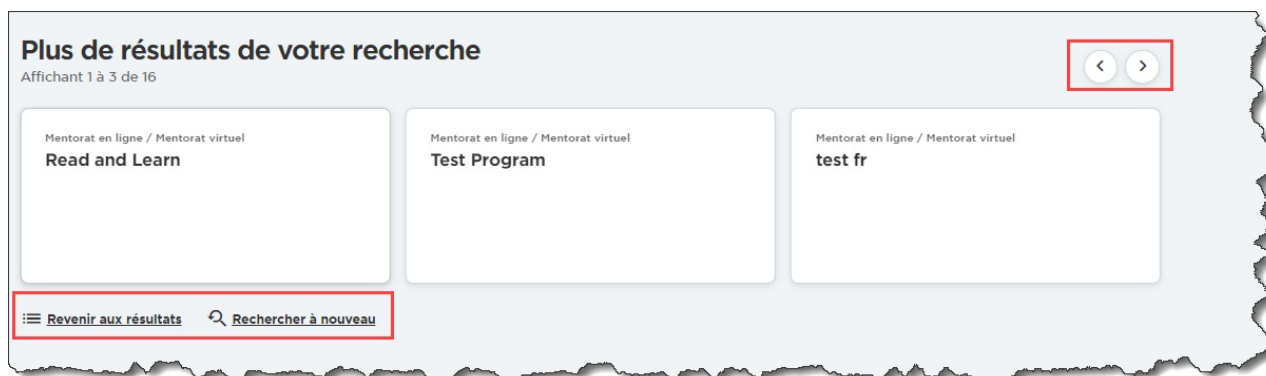 Plus de résultats de votre recherche
Affichant 1 à 3 de 16
Mentorat en ligne / Mentorat virtuel
Read and Learn
Mentorat en ligne / Mentorat virtuel
Test Program
Mentorat en ligne / Mentorat virtuel
test fr
Revenir aux résultats
Rechercher à nouveau